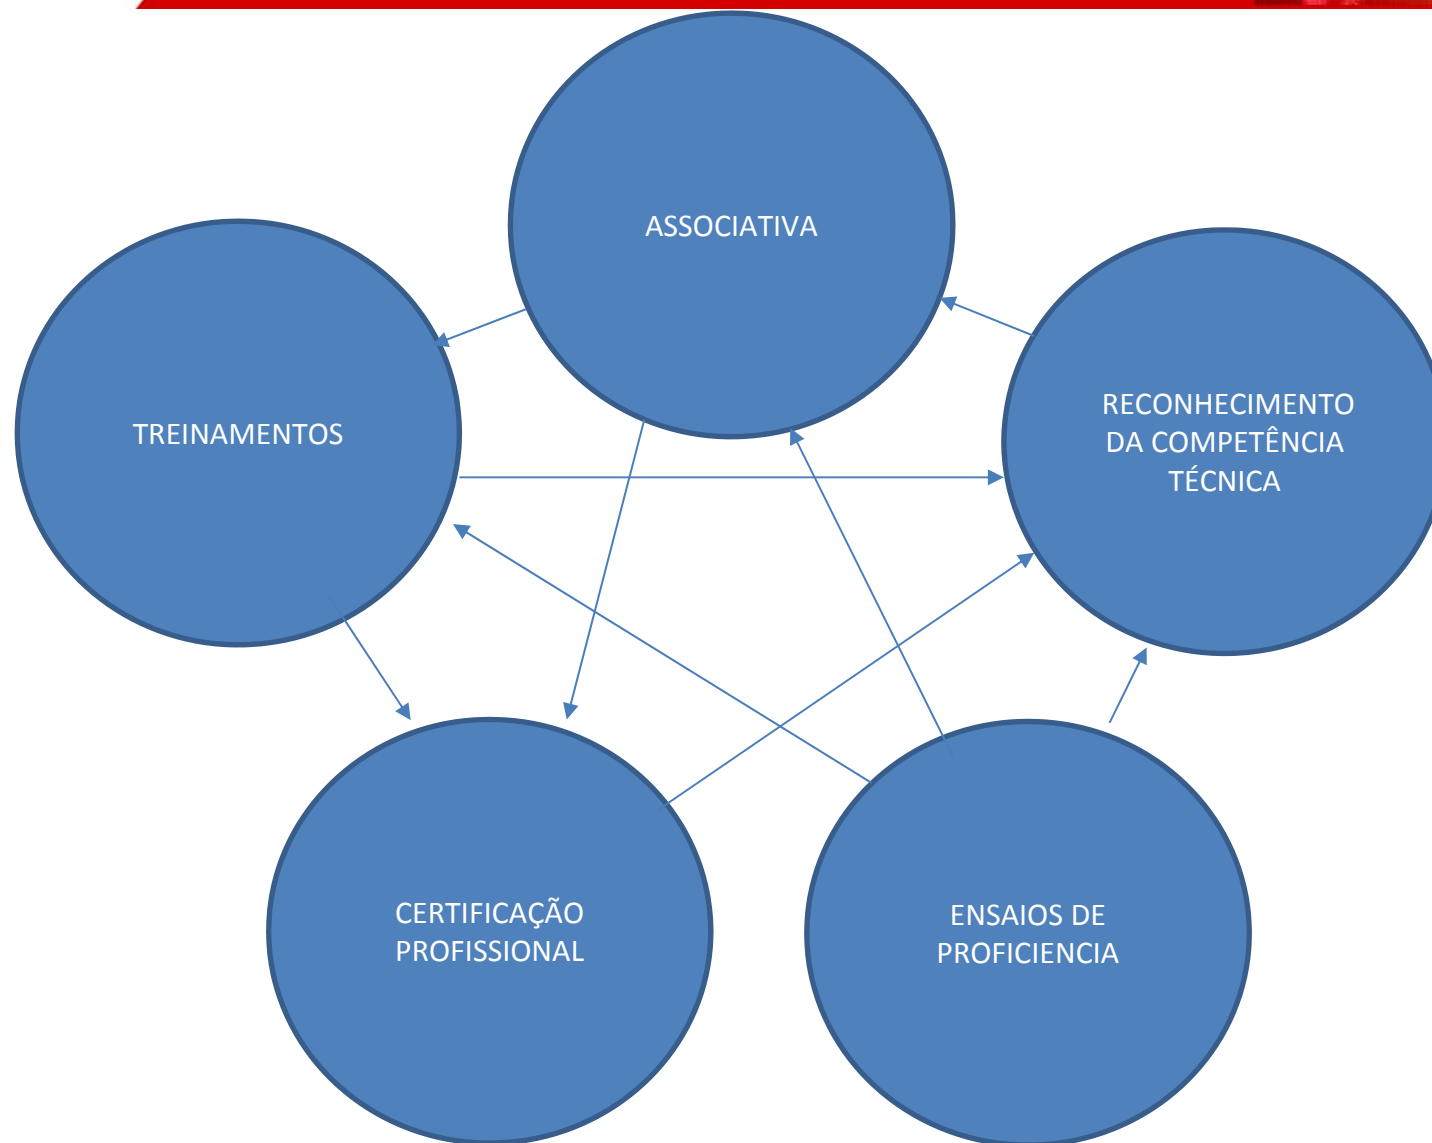 ASSOCIATIVA
TREINAMENTOS
RECONHECIMENTO
DA COMPETÊNCIA
TÉCNICA
CERTIFICAÇÃO
PROFISSIONAL
ENSAIOS DE
PROFICIENCIA